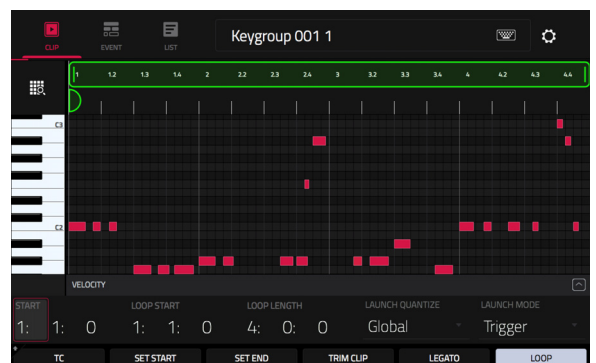 Keygroup 001 1
CLIP EVENT LIST
1 1.2 1.3 1.4 2 2.2 2.3 2.4 3 3.2 3.3 3.4 4 4.2 4.3 4.4
C3
C2
VELOCITY
START LOOP START LOOP LENGTH LAUNCH QUANTIZE LAUNCH MODE
1: 1: 0 1: 1: 0 4: 0: 0 Global Trigger
TC SET START SET END TRIM CLIP LEGATO LOOP